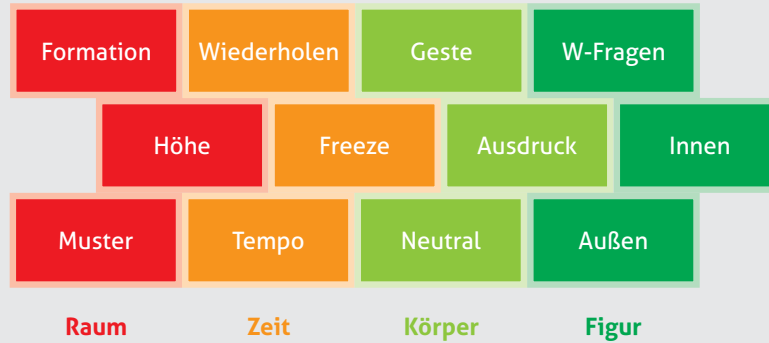 Formation Wiederholen Geste W-Fragen
Höhe Freeze Ausdruck Innen
Muster Tempo Neutral Außen
Raum Zeit Körper Figur